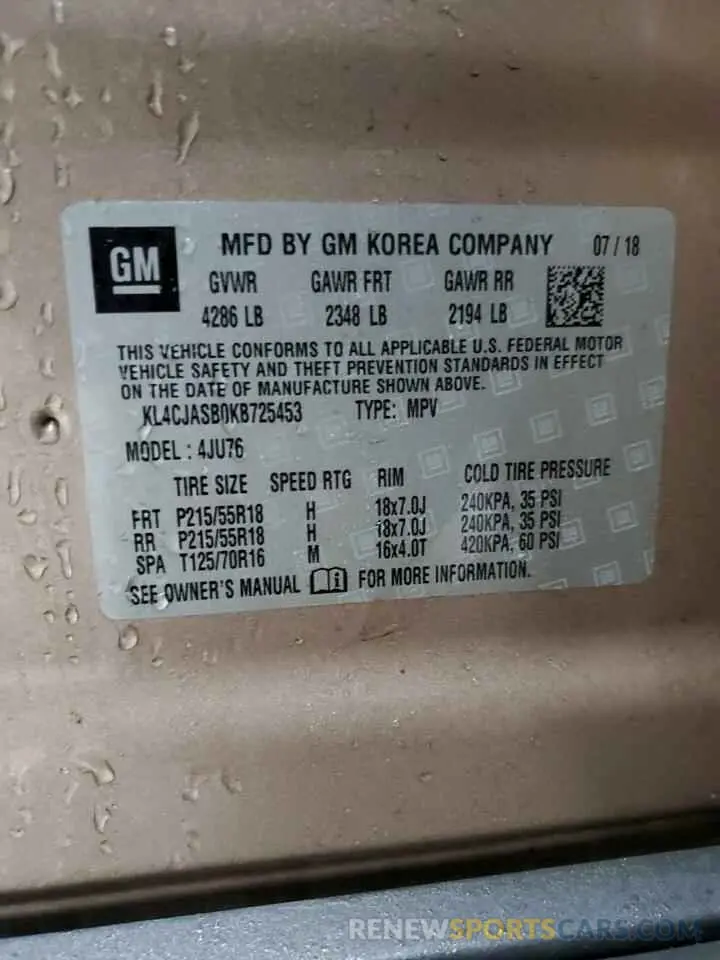 GM MFD BY GM KOREA COMPANY 07 / 18
GVWR GAWR FRT GAWR RR
4286 LB 2348 LB 2194 LB
THIS VEHICLE CONFORMS TO ALL APPLICABLE U.S. FEDERAL MOTOR
VEHICLE SAFETY AND THEFT PREVENTION STANDARDS IN EFFECT
ON THE DATE OF MANUFACTURE SHOWN ABOVE.
KL4CJASB0KB725453 TYPE: MPV
MODEL : 4JU76
TIRE SIZE SPEED RTG RIM COLD TIRE PRESSURE
FRT P215/55R18 H 18x7.0J 240KPA, 35 PSI
RR P215/55R18 H 18x7.0J 240KPA, 35 PSI
SPA T125/70R16 M 16x4.0T 420KPA, 60 PSI
SEE OWNER'S MANUAL FOR MORE INFORMATION.
RENEWSPORTSCARS.COM